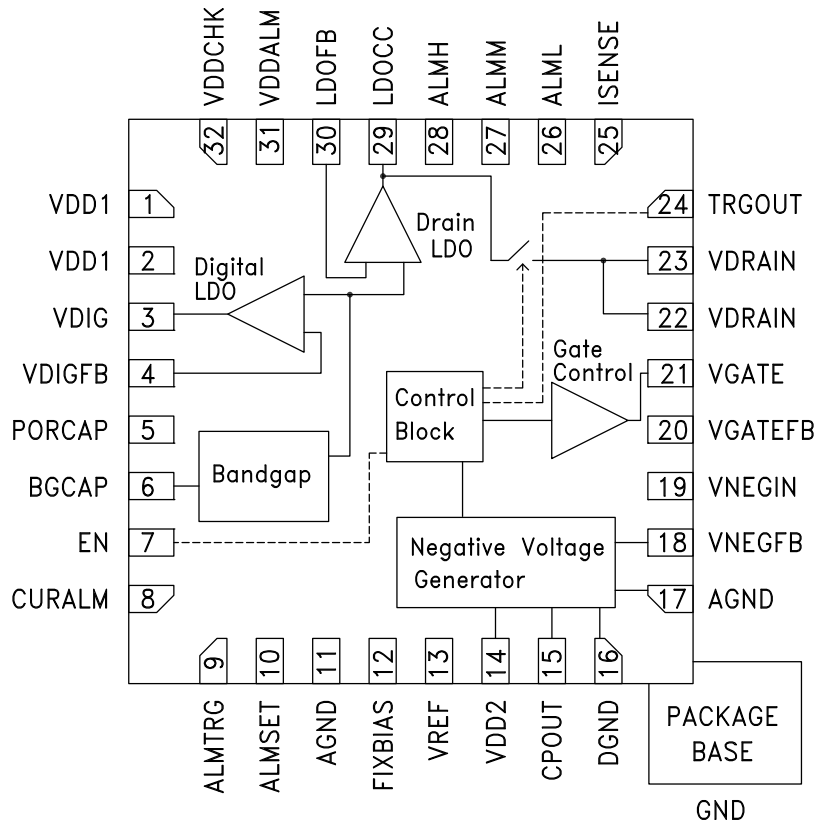 VDDCHK
VDDALM
LDOFB
LDOCC
ALMH
ALMM
ALML
ISENSE
32
31
30
29
28
27
26
25
VDD1 1
VDD1 2
VDIG 3
VDIGFB 4
PORCAP 5
BGCAP 6
EN 7
CURALM 8
Drain
LDO
Digital
LDO
Gate
Control
Control
Block
Bandgap
Negative Voltage
Generator
24 TRGOUT
23 VDRAIN
22 VDRAIN
21 VGATE
20 VGATEFB
19 VNEGIN
18 VNEGFB
17 AGND
9
10
11
12
13
14
15
16
ALMTRG
ALMSET
AGND
FIXBIAS
VREF
VDD2
CPOUT
DGND
PACKAGE
BASE
GND